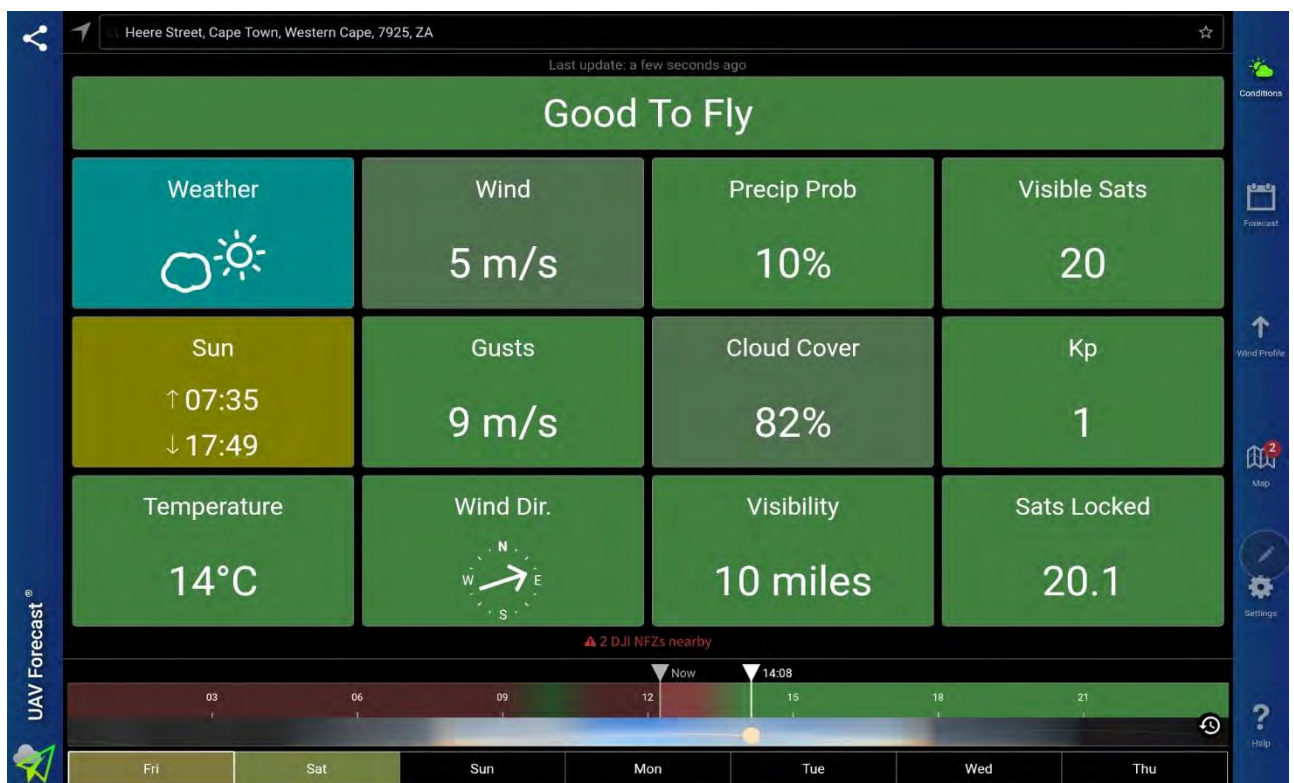 Heere Street, Cape Town, Western Cape, 7925, ZA
Last update: a few seconds ago
Good To Fly
Weather
Wind
5 m/s
Precip Prob
10%
Visible Sats
20
Sun
↑07:35
↓17:49
Gusts
9 m/s
Cloud Cover
82%
Kp
1
Temperature
14°C
Wind Dir.
N
W E
S
Visibility
10 miles
Sats Locked
20.1
2 DJI NFZs nearby
Now 14:08
03 06 09 12 15 18 21
Fri Sat Sun Mon Tue Wed Thu
UAV Forecast®
Conditions
Forecast
Wind Profile
2
Map
Settings
?
Help